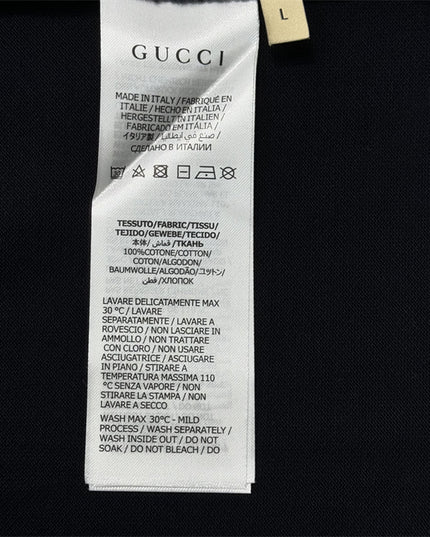 L
GUCCI
MADE IN ITALY / FABRIQUÉ EN
ITALIE / HECHO EN ITALIA /
HERGESTELLT IN ITALIEN /
FABRICADO EM ITÁLIA /
イタリア製 / صنع في ايطاليا /
СДЕЛАНО В ИТАЛИИ
TESSUTO/FABRIC/TISSU/
TEJIDO/GEWEBE/TECIDO/
本体/ قماش /ТКАНЬ
100%COTONE/COTTON/
COTON/ALGODON/
BAUMWOLLE/ALGODÃO/コットン/
قطن /ХЛОПОК
LAVARE DELICATAMENTE MAX
30 °C / LAVARE
SEPARATAMENTE / LAVARE A
ROVESCIO / NON LASCIARE IN
AMMOLLO / NON TRATTARE
CON CLORO / NON USARE
ASCIUGATRICE / ASCIUGARE
IN PIANO / STIRARE A
TEMPERATURA MASSIMA 110
°C SENZA VAPORE / NON
STIRARE LA STAMPA / NON
LAVARE A SECCO
WASH MAX 30°C - MILD
PROCESS / WASH SEPARATELY /
WASH INSIDE OUT / DO NOT
SOAK / DO NOT BLEACH / DO